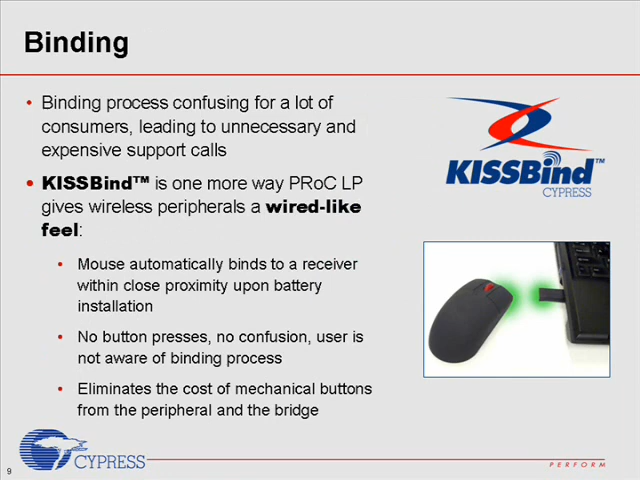 Binding
• Binding process confusing for a lot of
consumers, leading to unnecessary and
expensive support calls
• KISSBind™ is one more way PRoC LP
gives wireless peripherals a wired-like
feel:
• Mouse automatically binds to a receiver
within close proximity upon battery
installation
• No button presses, no confusion, user is
not aware of binding process
• Eliminates the cost of mechanical buttons
from the peripheral and the bridge
KISSBind™
CYPRESS
9
CYPRESS
PERFORM